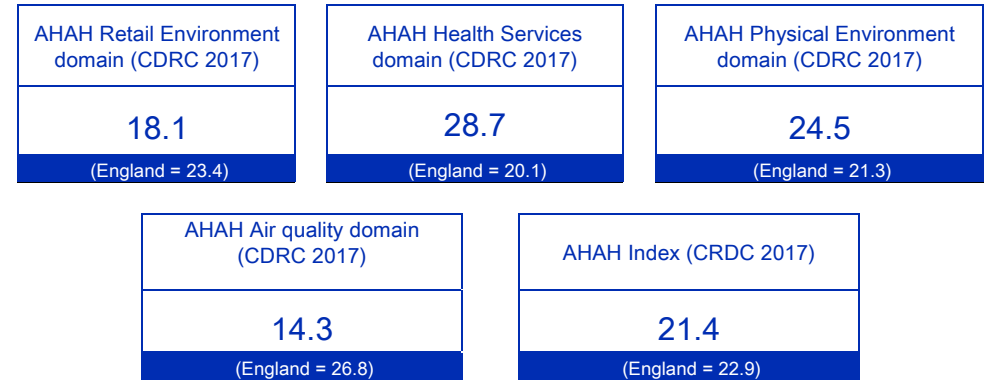 AHAH Retail Environment
domain (CDRC 2017)
18.1
(England = 23.4)
AHAH Health Services
domain (CDRC 2017)
28.7
(England = 20.1)
AHAH Physical Environment
domain (CDRC 2017)
24.5
(England = 21.3)
AHAH Air quality domain
(CDRC 2017)
14.3
(England = 26.8)
AHAH Index (CRDC 2017)
21.4
(England = 22.9)